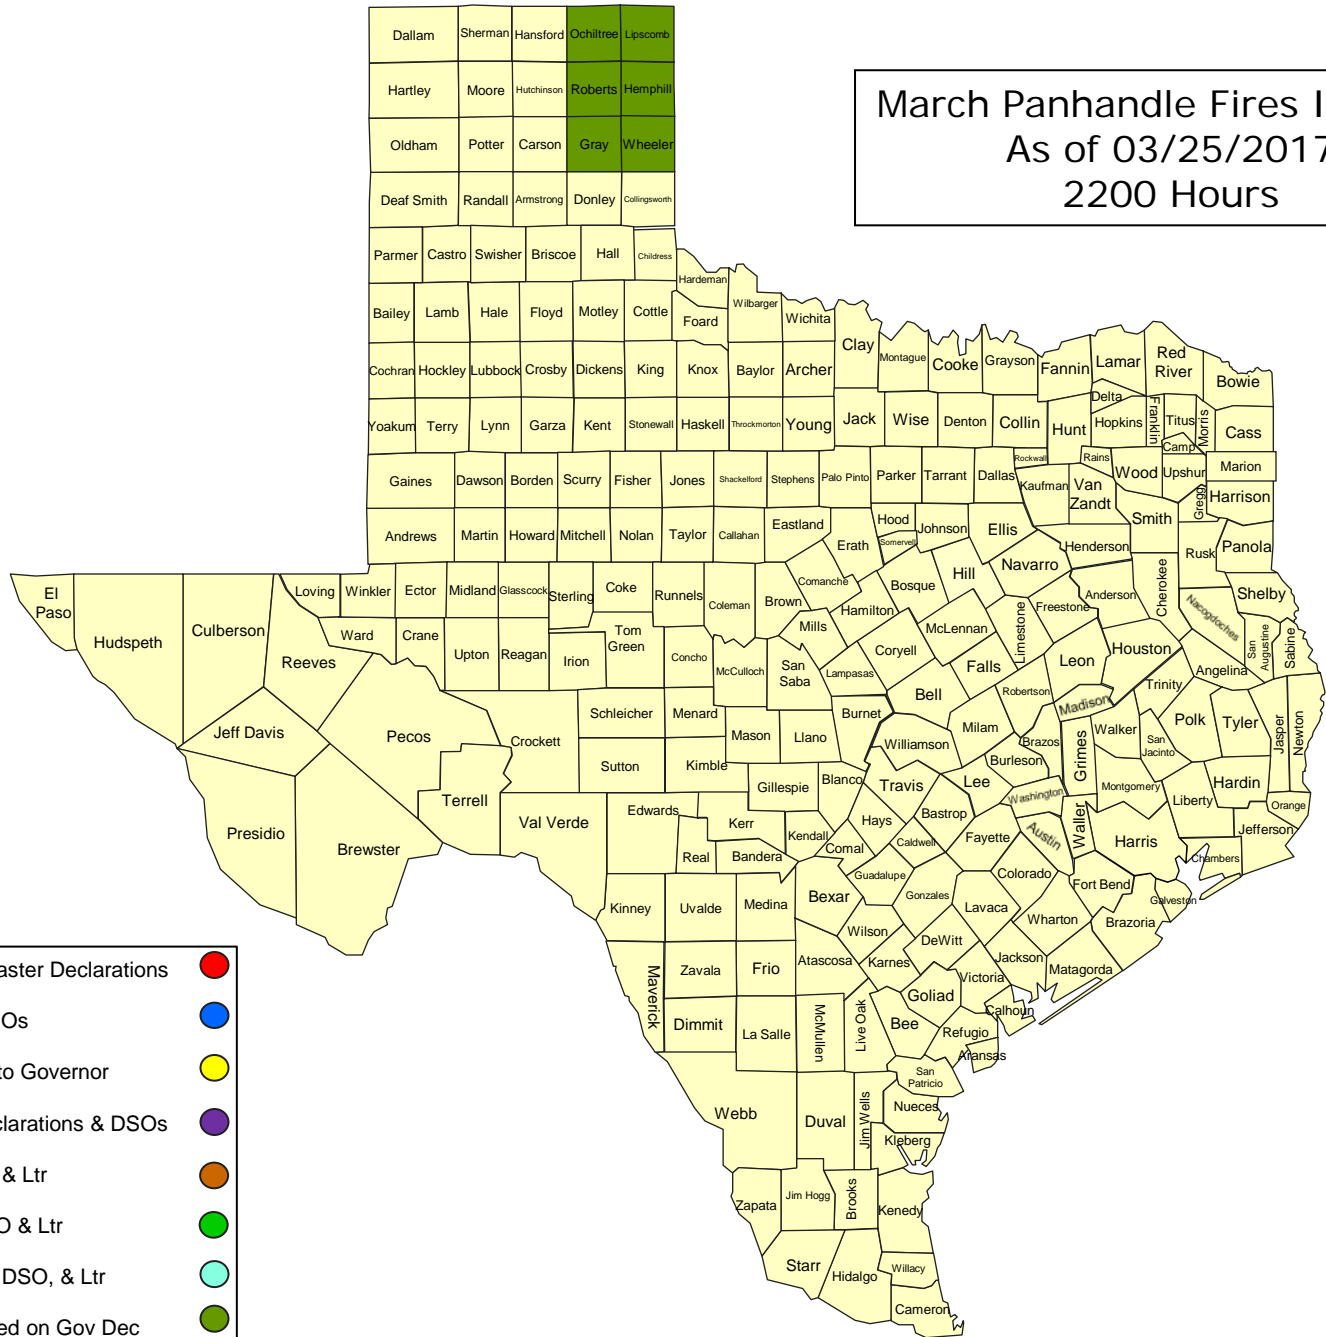 Dallam Sherman Hansford Ochiltree Lipscomb
March Panhandle Fires
As of 03/25/2017
2200 Hours
Hartley Moore Hutchinson Roberts Hemphill
Oldham Potter Carson Gray Wheeler
Deaf Smith Randall Armstrong Donley Collingsworth
Parmer Castro Swisher Briscoe Hall Childress
Hardeman
Bailey Lamb Hale Floyd Motley Cottle Foard Wilbarger Wichita
Clay Montague Cooke Grayson Fannin Lamar Red
River
Bowie
Cochran Hockley Lubbock Crosby Dickens King Knox Baylor Archer
Delta
Yoakum Terry Lynn Garza Kent Stonewall Haskell Throckmorton Young Jack Wise Denton Collin Hunt Hopkins Franklin Titus Morris Cass
Camp
Rockwall Rains
Gaines Dawson Borden Scurry Fisher Jones Shackelford Stephens Palo Pinto Parker Tarrant Dallas Kaufman Van
Zandt
Wood Upshur Marion
Gregg Harrison
Andrews Martin Howard Mitchell Nolan Taylor Callahan Eastland Erath Hood Somervell Johnson Ellis Henderson Smith Rusk Panola
El
Paso
Hudspeth Culberson Loving Winkler Ector Midland Glasscock Sterling Coke Runnels Coleman Brown Comanche Hamilton Bosque Hill Navarro Freestone Anderson Cherokee Nacogdoches Shelby
Reeves Ward Crane Upton Reagan Irion Tom
Green
Concho McCulloch San
Saba
Mills Lampasas Coryell McLennan Limestone Falls Leon Houston Angelina San
Augustine
Sabine
Jeff Davis Pecos Crockett Schleicher Menard Mason Llano Burnet Bell Milam Robertson Madison Trinity Walker San
Jacinto
Polk Tyler Jasper Newton
Terrell Sutton Kimble Gillespie Blanco Williamson Travis Lee Burleson Brazos Grimes Montgomery Liberty Hardin Orange
Presidio Brewster Val Verde Edwards Kerr Real Bandera Kendall Comal Hays Caldwell Bastrop Fayette Washington Austin Waller Harris Chambers Jefferson
Kinney Uvalde Medina Bexar Guadalupe Gonzales Lavaca Colorado Wharton Fort Bend Brazoria Galveston
Maverick Zavala Frio Atascosa Wilson Karnes DeWitt Victoria Jackson Matagorda
Dimmit La Salle McMullen Live Oak Bee Goliad Refugio Calhoun Aransas
San
Patricio
Webb Duval Jim Wells Nueces
Kleberg
Zapata Jim Hogg Brooks Kenedy
Starr Hidalgo Willacy
Cameron
Declarations
to Governor
& DSOs
& Ltr
& Ltr
DSO, & Ltr
on Gov Dec